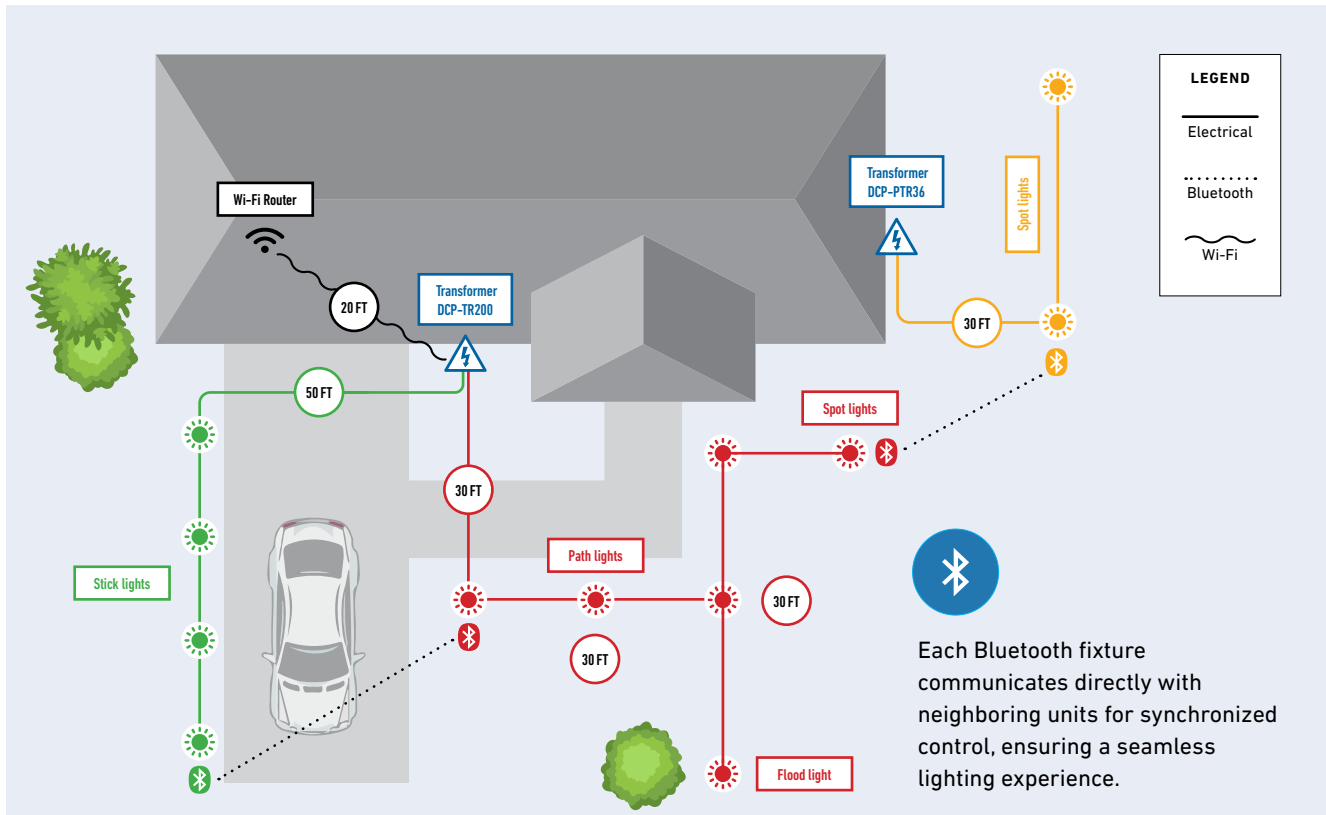 LEGEND
Electrical
Bluetooth
Wi-Fi
Transformer
DCP-PTR36
Spot lights
Wi-Fi Router
20 FT
Transformer
DCP-TR200
30 FT
50 FT
Spot lights
30 FT
Path lights
Stick lights
30 FT
30 FT
Flood light
Each Bluetooth fixture
communicates directly with
neighboring units for synchronized
control, ensuring a seamless
lighting experience.